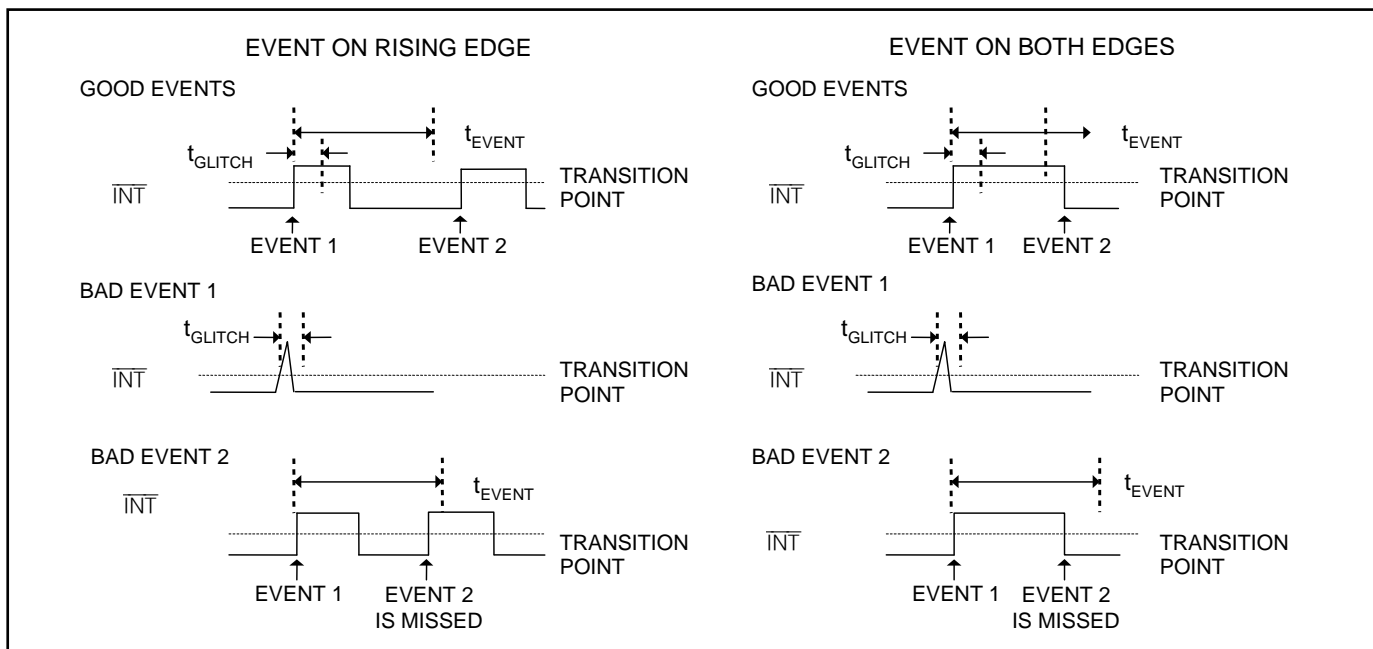 EVENT ON RISING EDGE
GOOD EVENTS
tEVENT
tGLITCH
INT
TRANSITION
POINT
EVENT 1
EVENT 2
BAD EVENT 1
tGLITCH
INT
TRANSITION
POINT
BAD EVENT 2
INT
tEVENT
TRANSITION
POINT
EVENT 1
EVENT 2
IS MISSED
EVENT ON BOTH EDGES
GOOD EVENTS
tEVENT
tGLITCH
INT
TRANSITION
POINT
EVENT 1
EVENT 2
BAD EVENT 1
tGLITCH
INT
TRANSITION
POINT
BAD EVENT 2
tEVENT
INT
TRANSITION
POINT
EVENT 1
EVENT 2
IS MISSED